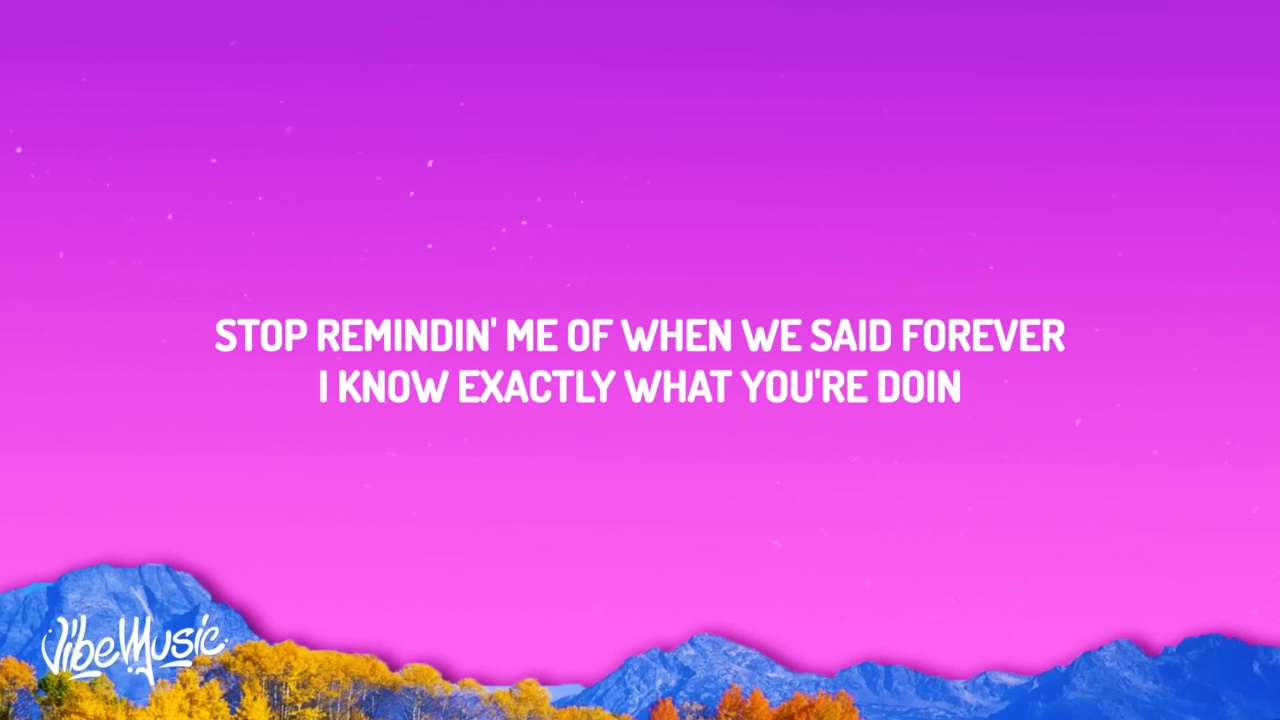 STOP REMINDIN' ME OF WHEN WE SAID FOREVER
I KNOW EXACTLY WHAT YOU'RE DOIN
VibeMusic